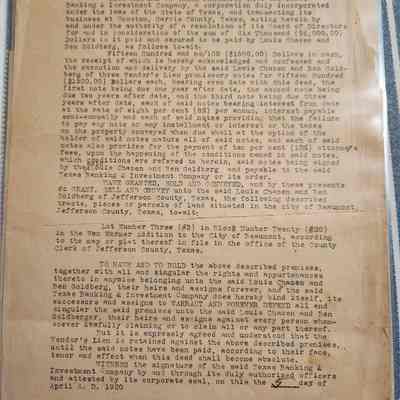 Banking & Investment Company, a corporation duly incorporated
under the laws of the State of Texas, and transacting its
business at Houston, Harris County, Texas, acting herein by
and under the authority of a resolution of its Board of Directors
for and in consideration of the sum of Six Thousand ($6,000.00)
Dollars to it paid and secured to be paid by Louis Chazen and
Ben Goldberg, as follows to-wit:
Fifteen Hundred and no/100 ($1500.00) Dollars in cash,
the receipt of which is hereby acknowledged and confessed and
the execution and delivery by the said Louis Chazen and Ben Gold-
berg of three Vendor's Lien promissory notes for Fifteen Hundred
($1500.00) Dollars each, bearing even date with this deed, the
first note being due one year after date, the second note being
due two years after date, and the third note being due three
years after date, each of said notes bearing interest from date
at the rate of eight per cent (8%) per annum, interest payable
semi-annually and each of said notes providing that the failure
to pay any note or any installment of interest or the taxes
on the property conveyed when due shall at the option of the
holder of said notes mature all of said notes, and each of said
notes also provides for the payment of ten per cent (10%) attorney's
fees, upon the happening of the conditions named in said notes,
which conditions are referred to herein, said notes being signed
by the Louis Chazen and Ben Goldberg and payable to the said
Texas Banking & Investment Company or its order.
HAVE GRANTED, SOLD AND CONVEYED, and by these presents
do GRANT, SELL AND CONVEY unto the said Louis Chazen and Ben
Goldberg of Jefferson County, Texas, the following described
tracts, pieces or parcels of land situated in the city of Beaumont,
Jefferson County, Texas, to-wit:
Lot Number Three (#3) in Block Number Twenty (#20)
in the Van Wormer addition to the City of Beaumont, according
to the map or plat thereof in file in the office of the County
Clerk of Jefferson County, Texas.
TO HAVE AND TO HOLD the above described premises,
together with all and singular the rights and appurtenances
thereto in anywise belonging unto the said Louis Chazen and
Ben Goldberg, their heirs and assigns forever, and the said
Texas Banking & Investment Company does hereby bind itself, its
successors and assigns to WARRANT AND FOREVER DEFEND all and
singular the said premises unto the said Louis Chazen and Ben
Goldberger, their heirs and assigns against every person whom-
soever lawfully claiming or to claim all or any part thereof.
But it is expressly agreed and understood that the
Vendor's Lien is retained against the above described premises,
until the said notes have been paid, according to their face,
tenor and effect when this deed shall become absolute.
WITNESS the signature of the said Texas Banking &
Investment Company by and through its duly authorized officers
and attested by its corporate seal, on this the day of
April A. D. 1920